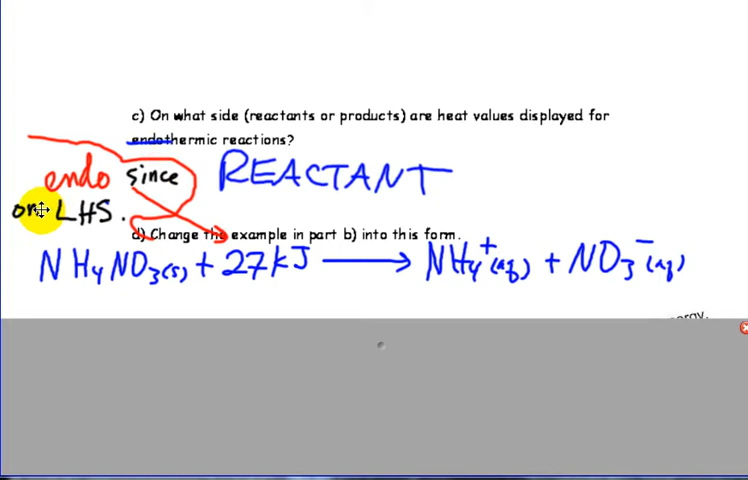 c) On what side (reactants or products) are heat values displayed for
endothermic reactions?
endo since REACTANT
on LHS.
d) Change the example in part b) into this form.
NH₄NO₃(s) + 27kJ ⟶ NH₄⁺(aq) + NO₃⁻(aq)